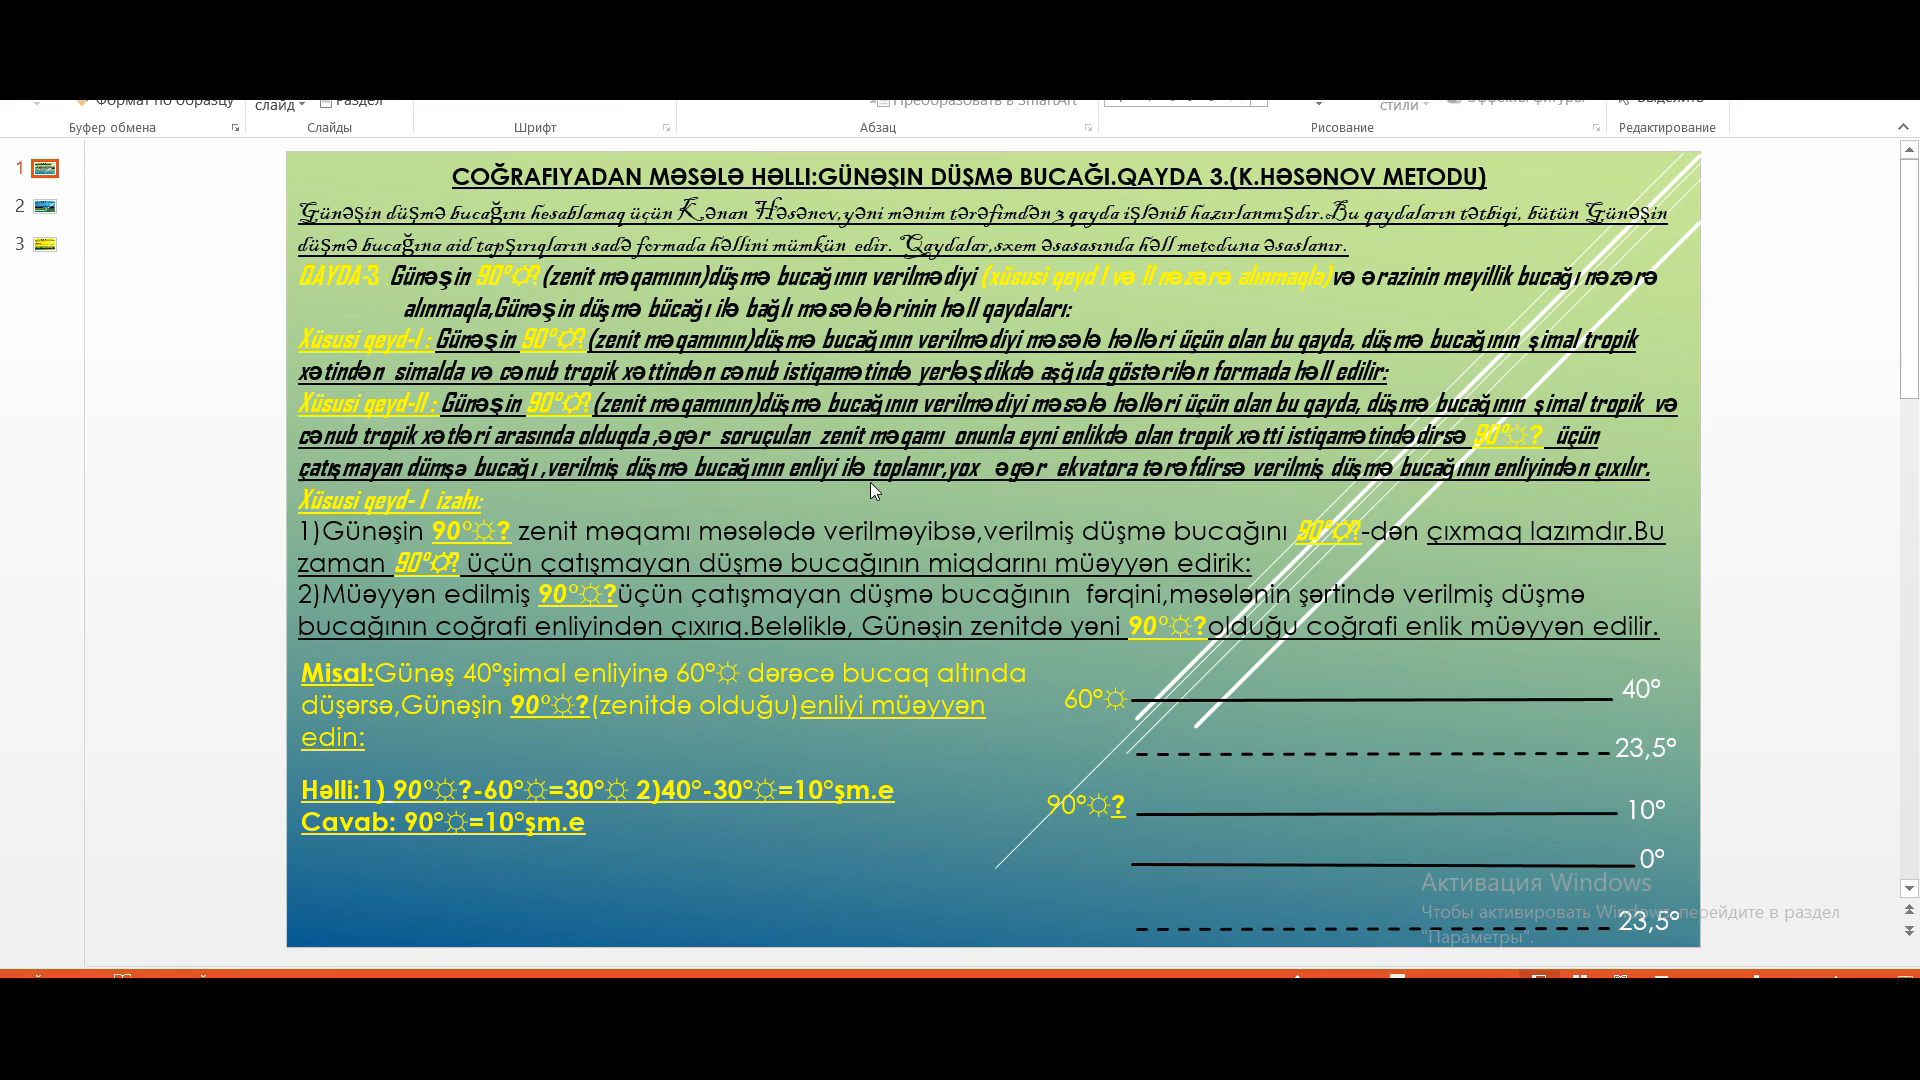 Формат по образцу
слайд
Раздел
Преобразовать в SmartArt
стили
Эффекты фигуры
Выделить
Буфер обмена
Слайды
Шрифт
Абзац
Рисование
Редактирование
1
2
3
COĞRAFIYADAN MƏSƏLƏ HƏLLI:GÜNƏŞIN DÜŞMƏ BUCAĞI.QAYDA 3.(K.HƏSƏNOV METODU)
Günəşin düşmə bucağını hesablamaq üçün Kənan Həsənov,yəni mənim tərəfimdən 3 qayda işlənib hazırlanmışdır.Bu qaydaların tətbiqi, bütün Günəşin
düşmə bucağına aid tapşırıqların sadə formada həllini mümkün edir. Qaydalar,sxem əsasasında həll metoduna əsaslanır.
QAYDA-3 : Günəşin 90°☼?(zenit məqamının)düşmə bucağının verilmədiyi (xüsusi qeyd I və II nəzərə alınmaqla)və ərazinin meyillik bucağı nəzərə
alınmaqla,Günəşin düşmə bücağı ilə bağlı məsələlərinin həll qaydaları:
Xüsusi qeyd-I : Günəşin 90°☼?(zenit məqamının)düşmə bucağının verilmədiyi məsələ həlləri üçün olan bu qayda, düşmə bucağının şimal tropik
xətindən simalda və cənub tropik xəttindən cənub istiqamətində yerləşdikdə aşğıda göstərilən formada həll edilir:
Xüsusi qeyd-II : Günəşin 90°☼?(zenit məqamının)düşmə bucağının verilmədiyi məsələ həlləri üçün olan bu qayda, düşmə bucağının şimal tropik və
cənub tropik xətləri arasında olduqda ,əgər soruçulan zenit məqamı onunla eyni enlikdə olan tropik xətti istiqamətindədirsə 90°☼? üçün
çatışmayan dümşə bucağı ,verilmiş düşmə bucağının enliyi ilə toplanır,yox əgər ekvatora tərəfdirsə verilmiş düşmə bucağının enliyindən çıxılır.
Xüsusi qeyd- I izahı:
1)Günəşin 90°☼? zenit məqamı məsələdə verilməyibsə,verilmiş düşmə bucağını 90°☼?-dən çıxmaq lazımdır.Bu
zaman 90°☼? üçün çatışmayan düşmə bucağının miqdarını müəyyən edirik:
2)Müəyyən edilmiş 90°☼?üçün çatışmayan düşmə bucağının fərqini,məsələnin şərtində verilmiş düşmə
bucağının coğrafi enliyindən çıxırıq.Beləliklə, Günəşin zenitdə yəni 90°☼?olduğu coğrafi enlik müəyyən edilir.
Misal:Günəş 40°şimal enliyinə 60°☼ dərəcə bucaq altında
düşərsə,Günəşin 90°☼?(zenitdə olduğu)enliyi müəyyən
edin:
Həlli:1) 90°☼?-60°☼=30°☼ 2)40°-30°☼=10°şm.e
Cavab: 90°☼=10°şm.e
60°☼
40°
23,5°
90°☼?
10°
0°
23,5°
Активация Windows
Чтобы активировать Windows, перейдите в раздел
"Параметры".